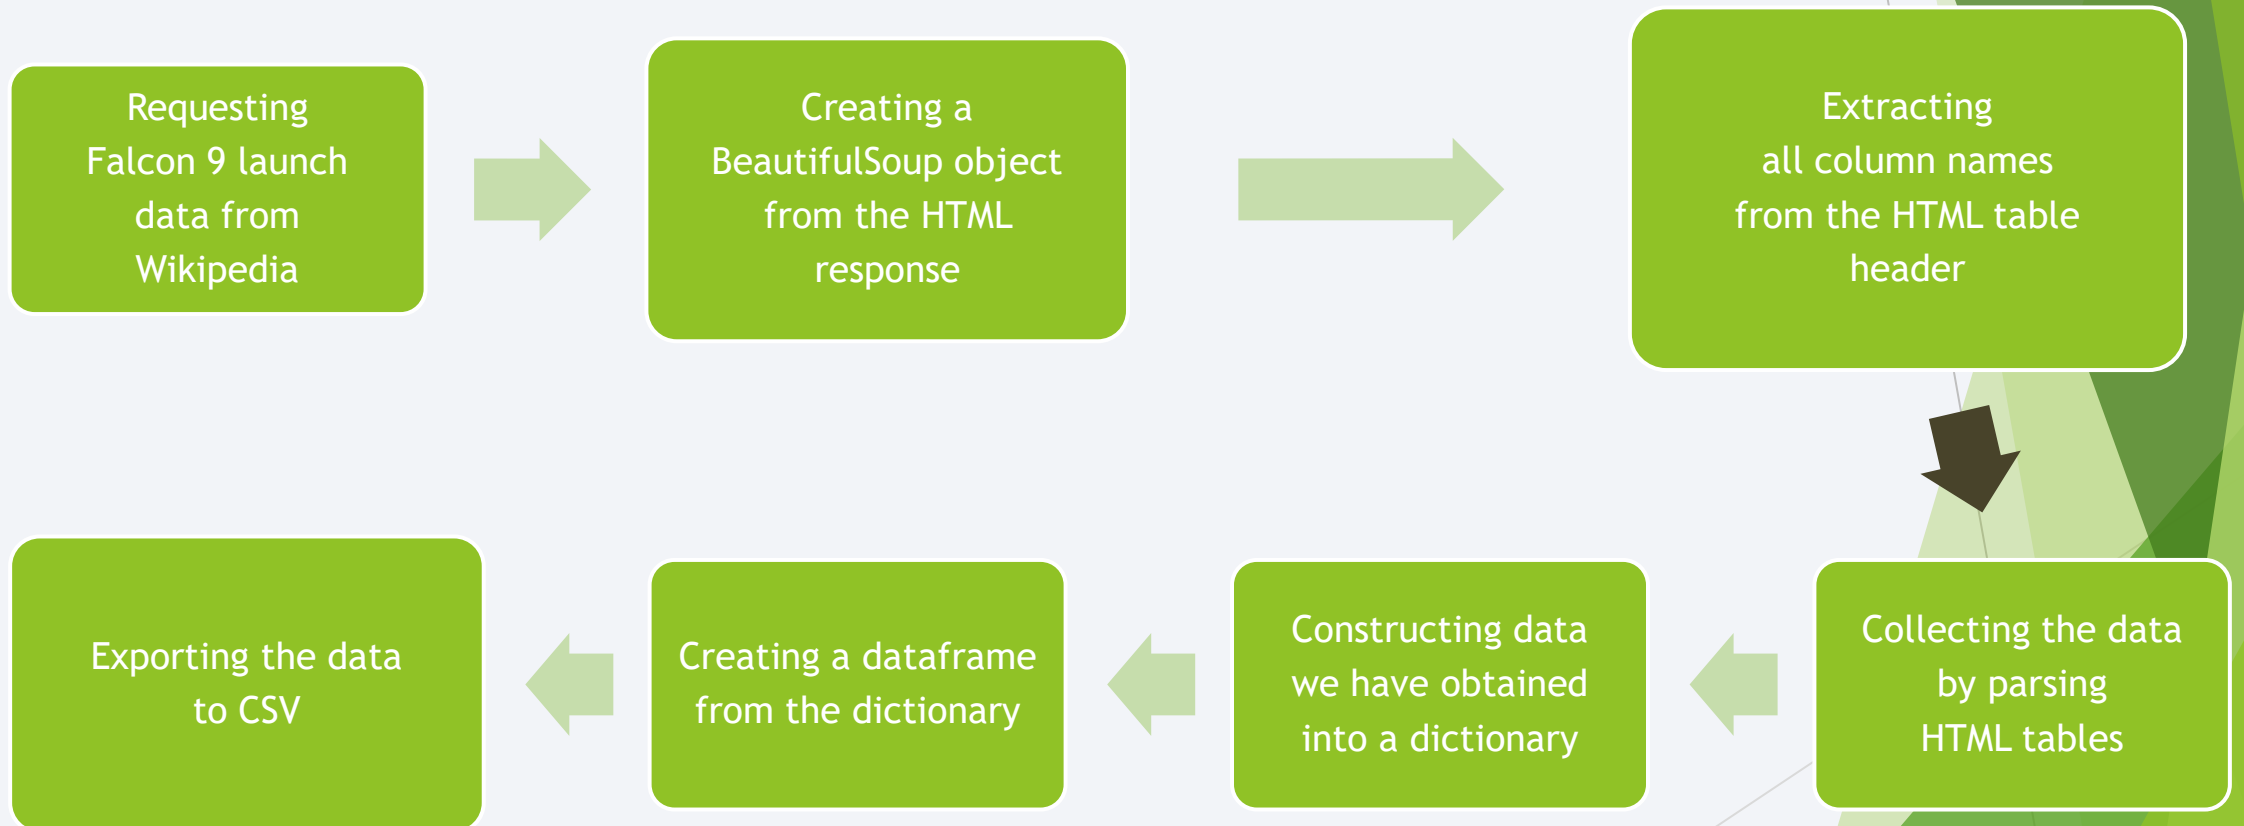 Requesting
Falcon 9 launch
data from
Wikipedia
Creating a
BeautifulSoup object
from the HTML
response
Extracting
all column names
from the HTML table
header
Collecting the data
by parsing
HTML tables
Constructing data
we have obtained
into a dictionary
Creating a dataframe
from the dictionary
Exporting the data
to CSV